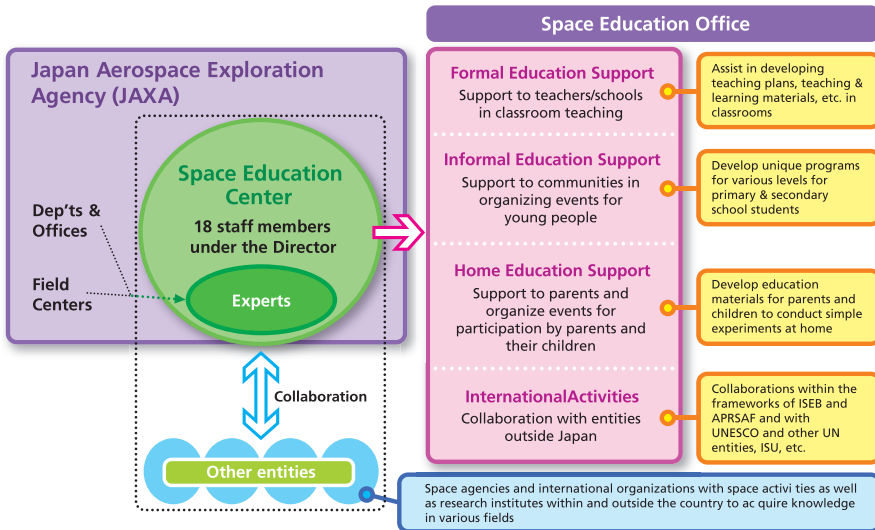 Space Education Office
Japan Aerospace Exploration
Agency (JAXA)
Space Education
Center
18 staff members
under the Director
Dep'ts &
Offices
Field
Centers
Experts
Collaboration
Other entities
Formal Education Support
Support to teachers/schools
in classroom teaching
Assist in developing
teaching plans, teaching &
learning materials, etc. in
classrooms
Informal Education Support
Support to communities in
organizing events for
young people
Develop unique programs
for various levels for
primary & secondary
school students
Home Education Support
Support to parents and
organize events for
participation by parents and
their children
Develop education
materials for parents and
children to conduct simple
experiments at home
InternationalActivities
Collaboration with entities
outside Japan
Collaborations within the
frameworks of ISEB and
APRSAF and with
UNESCO and other UN
entities, ISU, etc.
Space agencies and international organizations with space activi ties as well
as research institutes within and outside the country to ac quire knowledge
in various fields